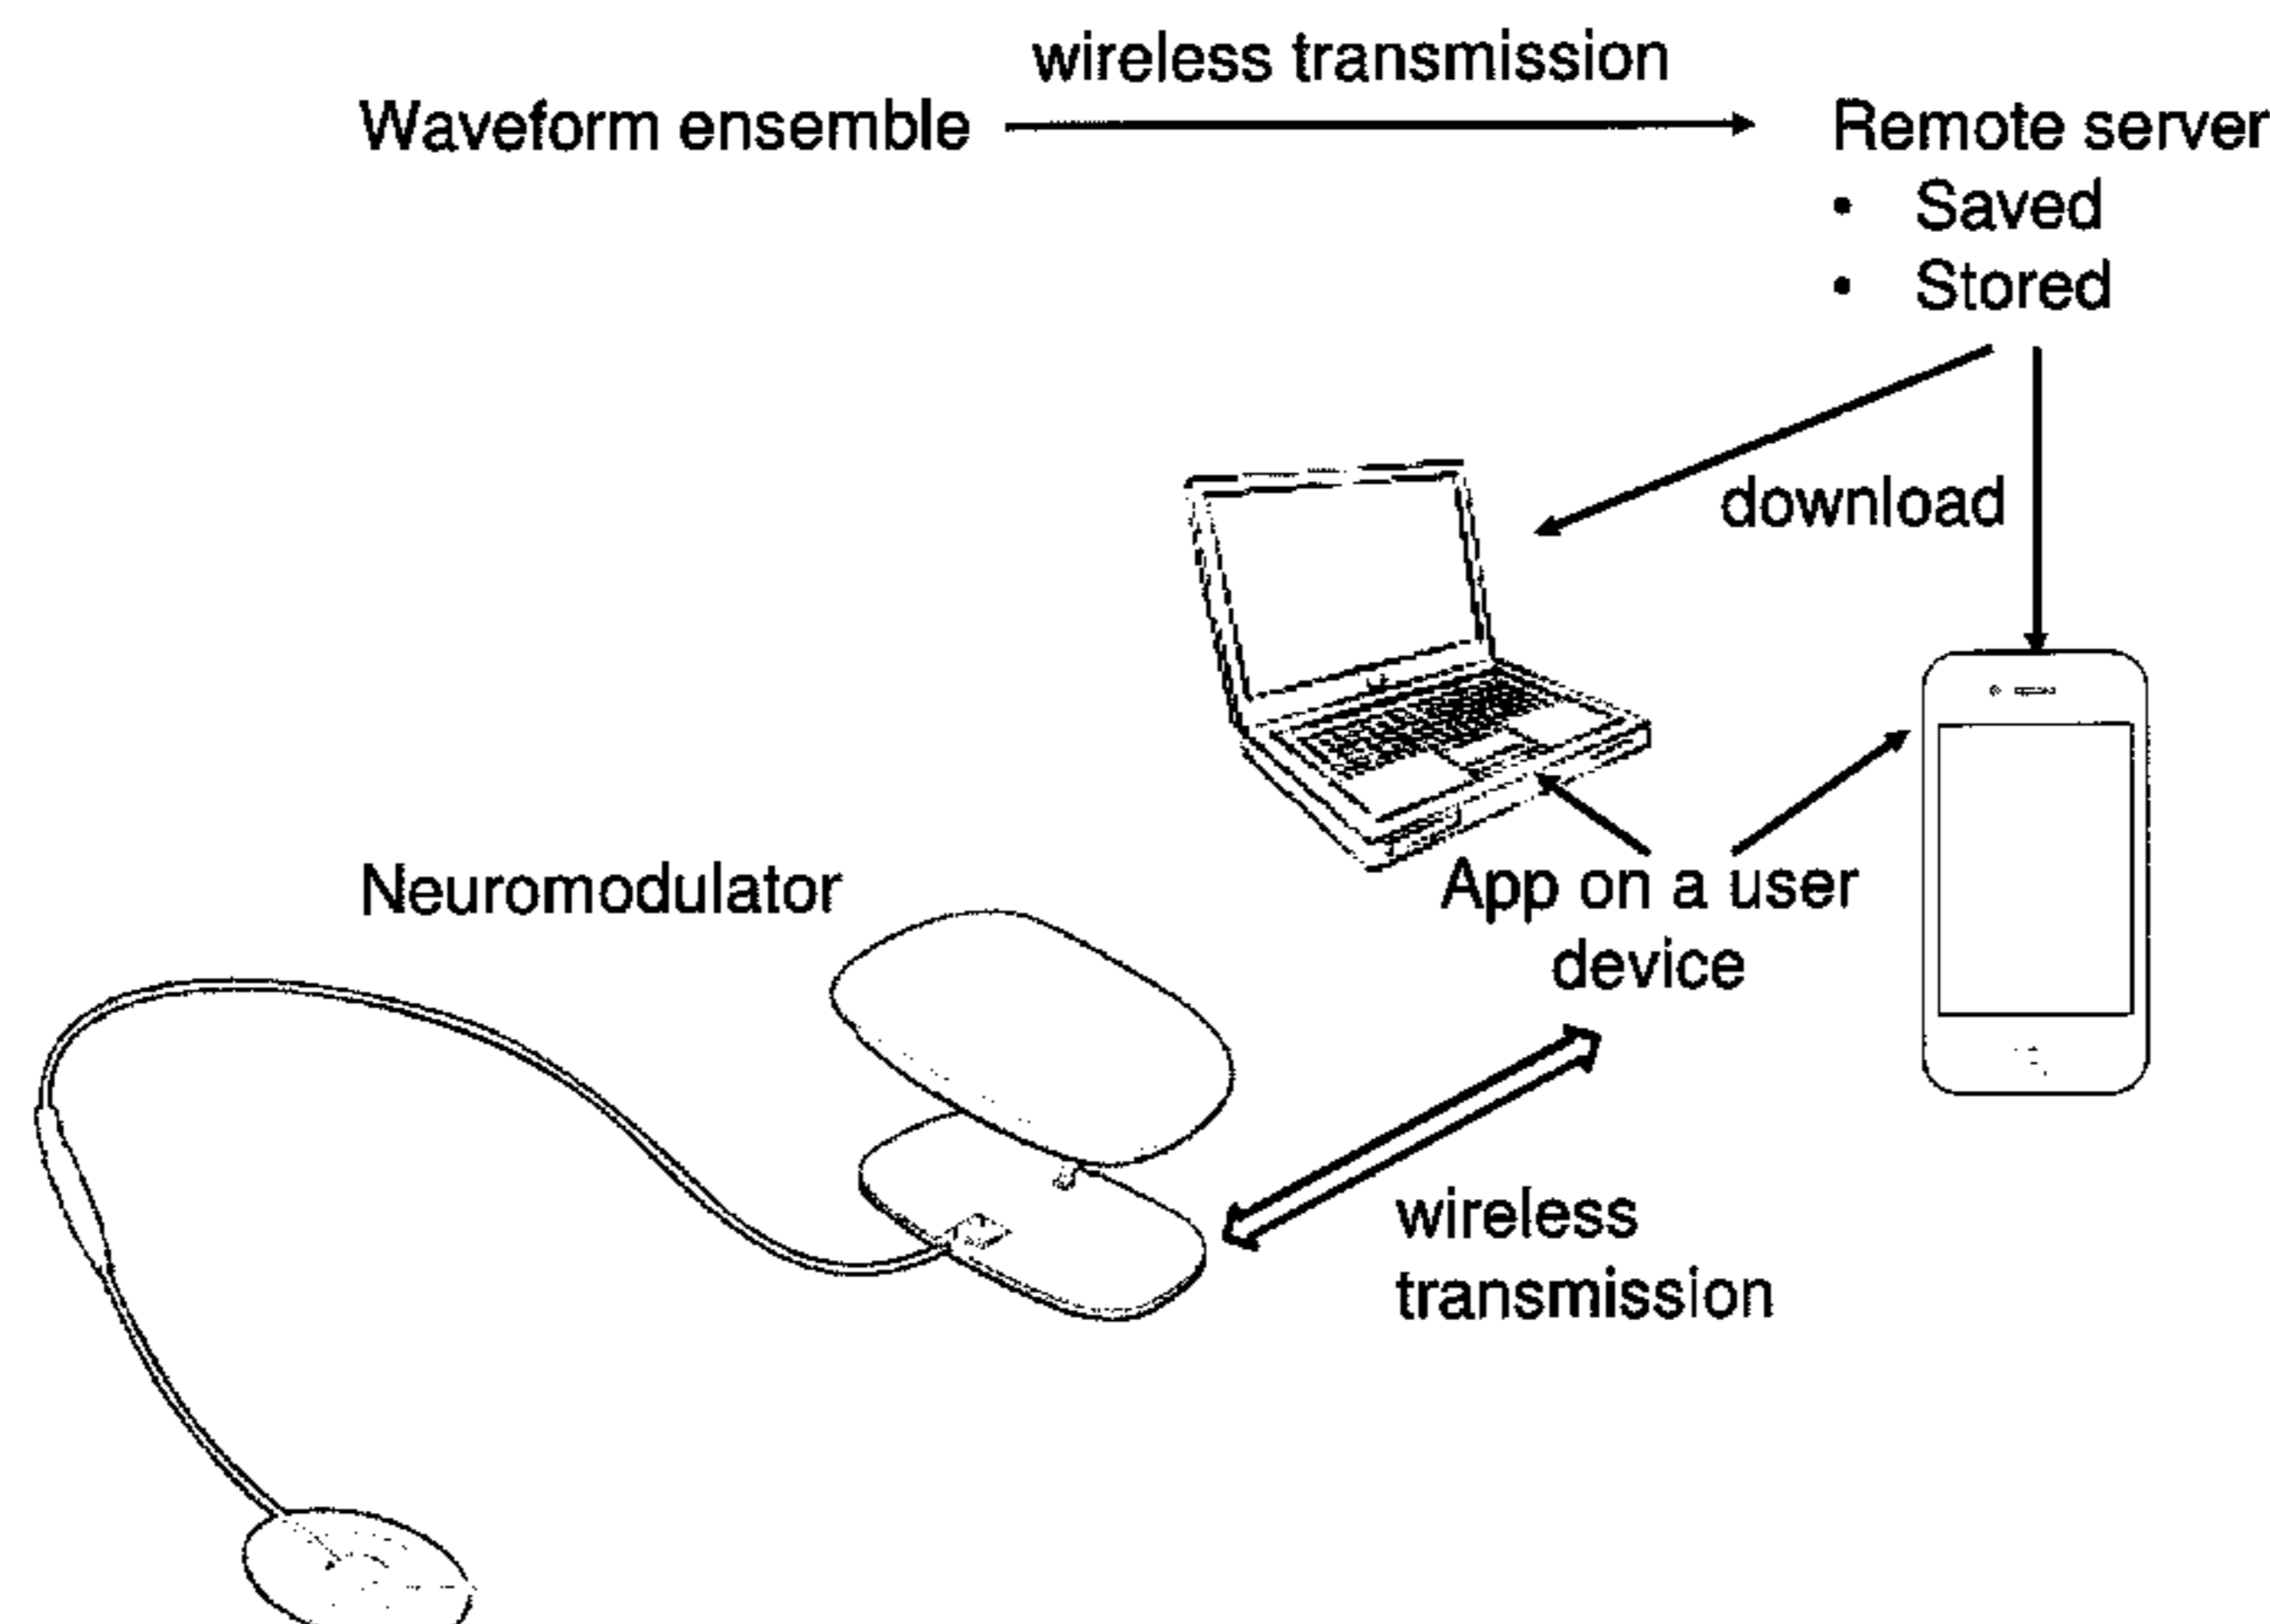 wireless transmission
Waveform ensemble
Remote server
• Saved
• Stored
download
App on a user
device
Neuromodulator
wireless
transmission